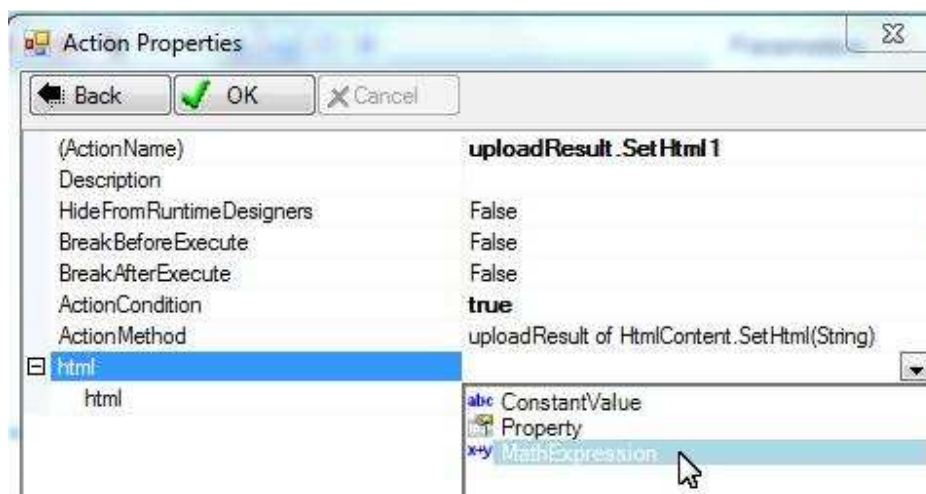 Action Properties
Back OK Cancel
(ActionName) uploadResult.SetHtml1
Description
HideFromRuntimeDesigners False
BreakBeforeExecute False
BreakAfterExecute False
ActionCondition true
ActionMethod uploadResult of HtmlContent.SetHtml(String)
html
html
abc ConstantValue
Property
x+y MathExpression